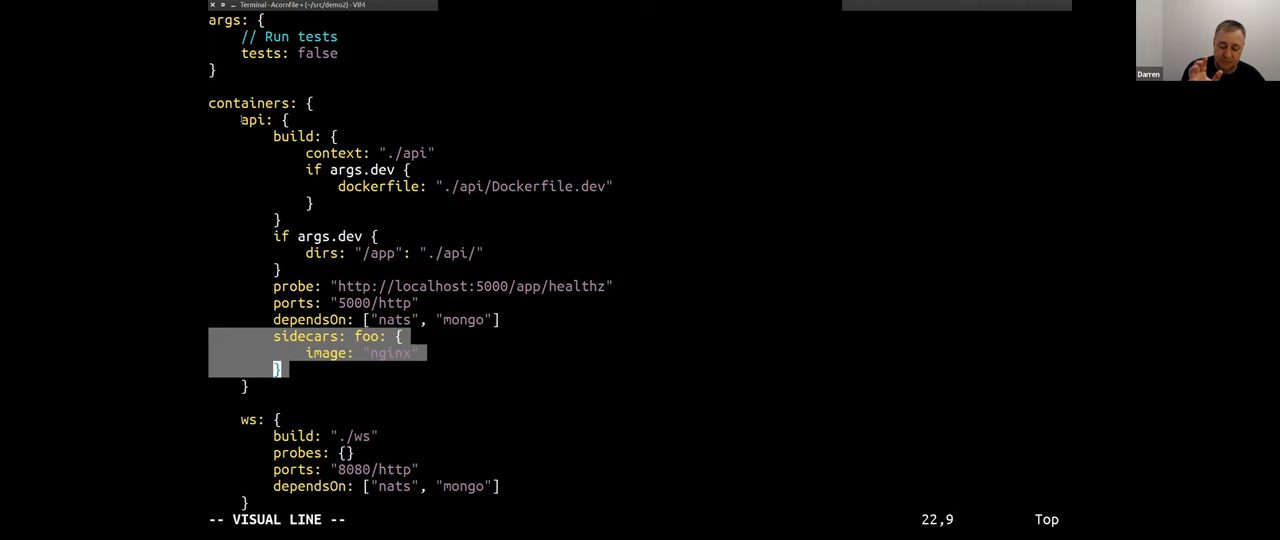 Terminal - Acornfile + (~/src/demo2) - VIM
args: {
// Run tests
tests: false
}
containers: {
api: {
build: {
context: "./api"
if args.dev {
dockerfile: "./api/Dockerfile.dev"
}
}
if args.dev {
dirs: "/app": "./api/"
}
probe: "http://localhost:5000/app/healthz"
ports: "5000/http"
dependsOn: ["nats", "mongo"]
sidecars: foo: {
image: "nginx"
}
}
ws: {
build: "./ws"
probes: {}
ports: "8080/http"
dependsOn: ["nats", "mongo"]
}
-- VISUAL LINE --
22,9
Top
Darren